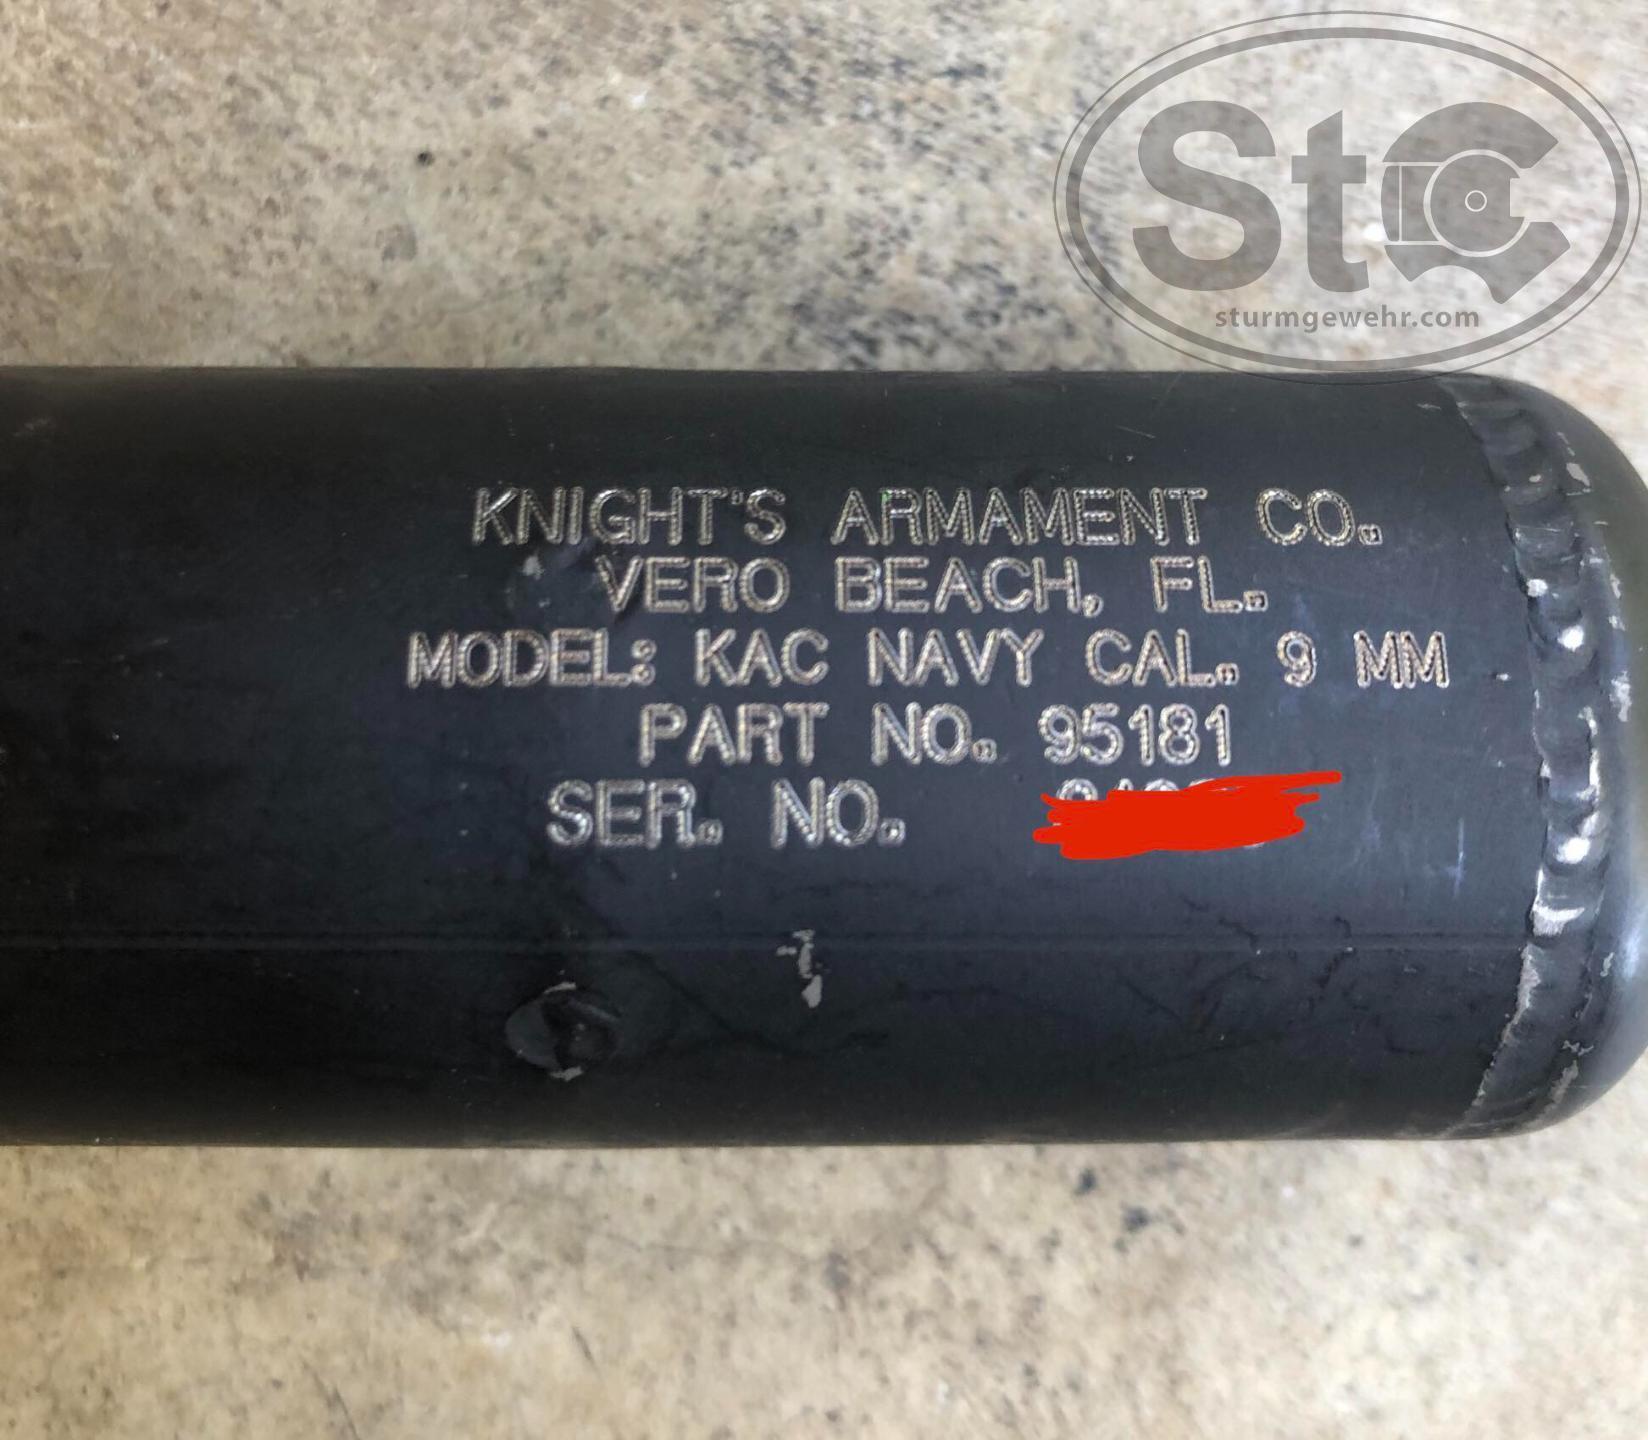 StG
sturmgewehr.com
KNIGHT'S ARMAMENT CO.
VERO BEACH, FL.
MODEL: KAC NAVY CAL. 9 MM
PART NO. 95181
SER. NO.